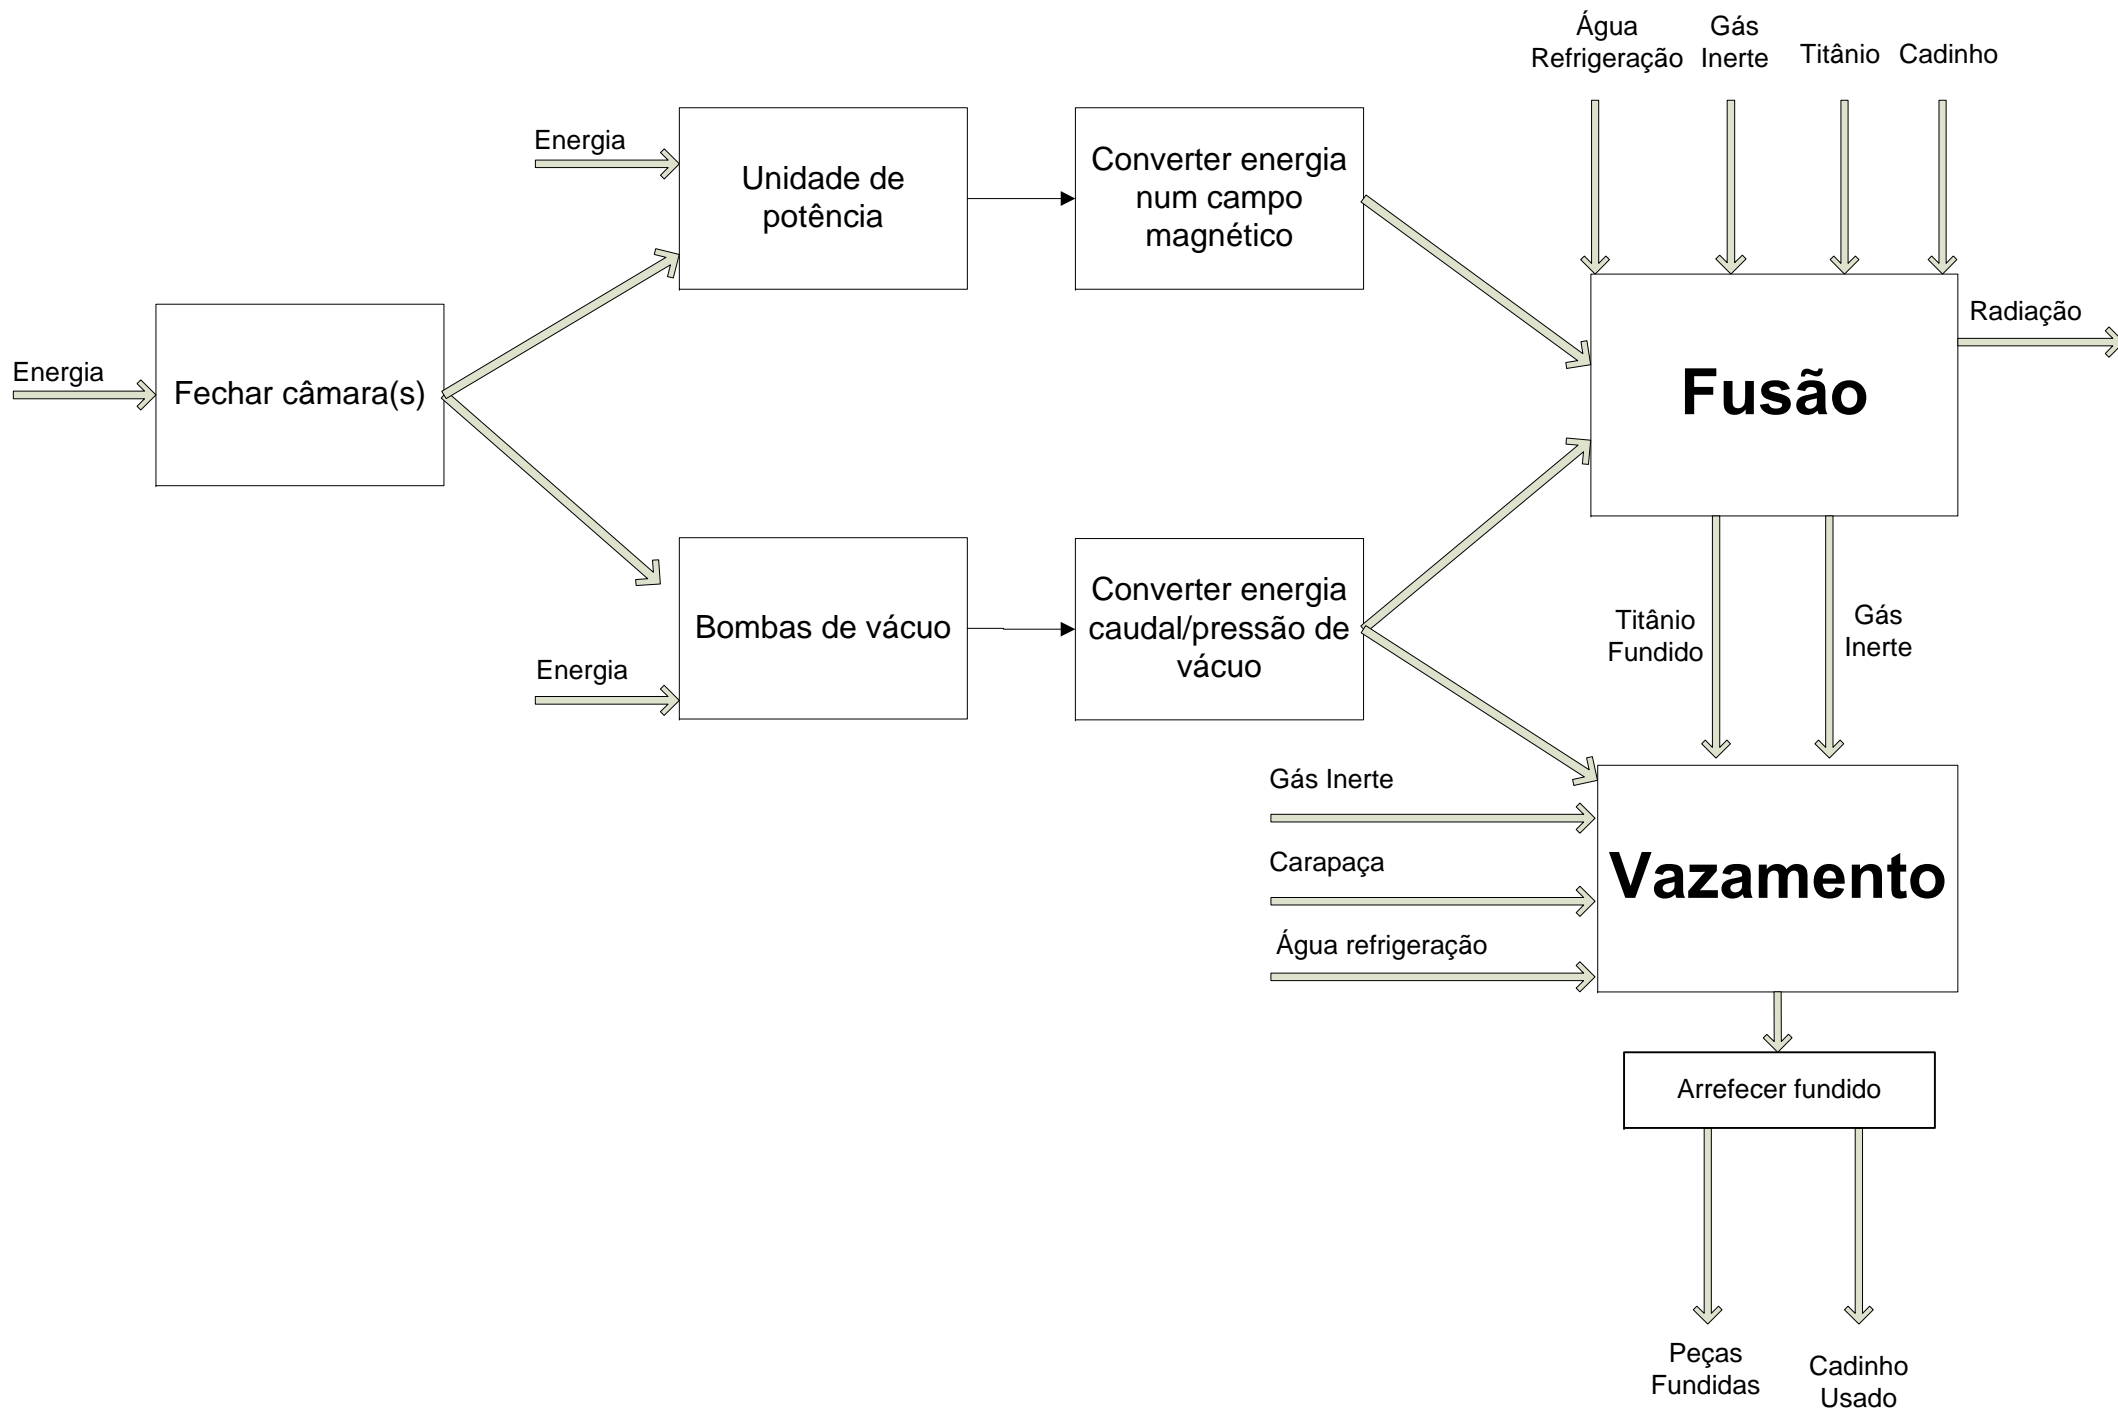 Água
Refrigeração
Gás
Inerte
Titânio
Cadinho
Energia
Unidade de
potência
Converter energia
num campo
magnético
Radiação
Energia
Fechar câmara(s)
Fusão
Bombas de vácuo
Converter energia
caudal/pressão de
vácuo
Energia
Titânio
Fundido
Gás
Inerte
Gás Inerte
Carapaça
Água refrigeração
Vazamento
Arrefecer fundido
Peças
Fundidas
Cadinho
Usado